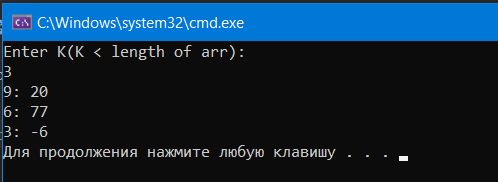 C:\Windows\system32\cmd.exe
Enter K(K < length of arr):
3
9: 20
6: 77
3: -6
Для продолжения нажмите любую клавишу . . .